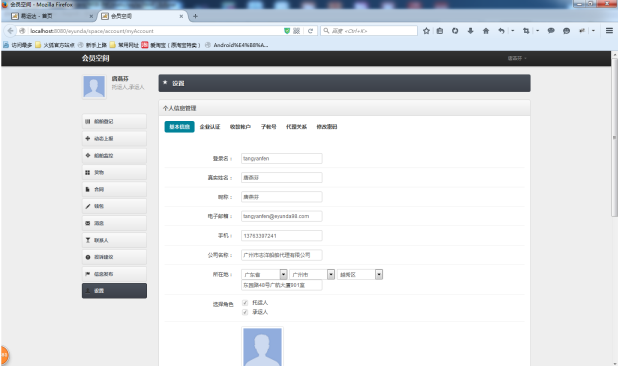 会员空间 - Mozilla Firefox
易运达 - 首页
会员空间
localhost:8080/eyunda/space/account/myAccount
百度 <Ctrl+K>
访问最多
火狐官方站点
新手上路
常用网址
爱淘宝（原淘宝特卖）
Android%E4%B8%8A...
会员空间
唐燕芬
唐燕芬
托运人,承运人
设置
个人信息管理
船舶登记
动态上报
船舶监控
货物
合同
钱包
消息
联系人
投诉建议
信息发布
设置
基本信息 企业认证 收款帐户 子帐号 代理关系 修改密码
登录名： tangyanfen
真实姓名： 唐燕芬
昵称： 唐燕芬
电子邮箱： tangyanfen@eyunda98.com
手机： 13763397241
公司名称： 广州市志洋船舶代理有限公司
所在地： 广东省 广州市 越秀区
东园路40号广航大厦901室
选择角色 托运人
承运人